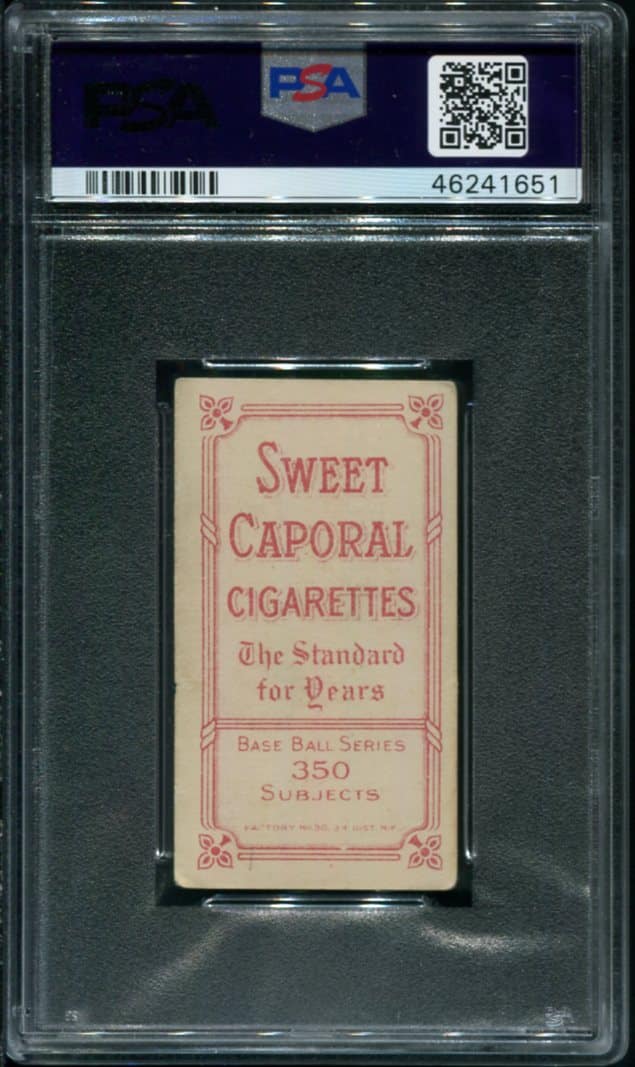 PSA
PSA
46241651
SWEET
CAPORAL
CIGARETTES
The Standard
for Years
BASE BALL SERIES
350
SUBJECTS
FACTORY No 30, 2d DIST. N.Y.